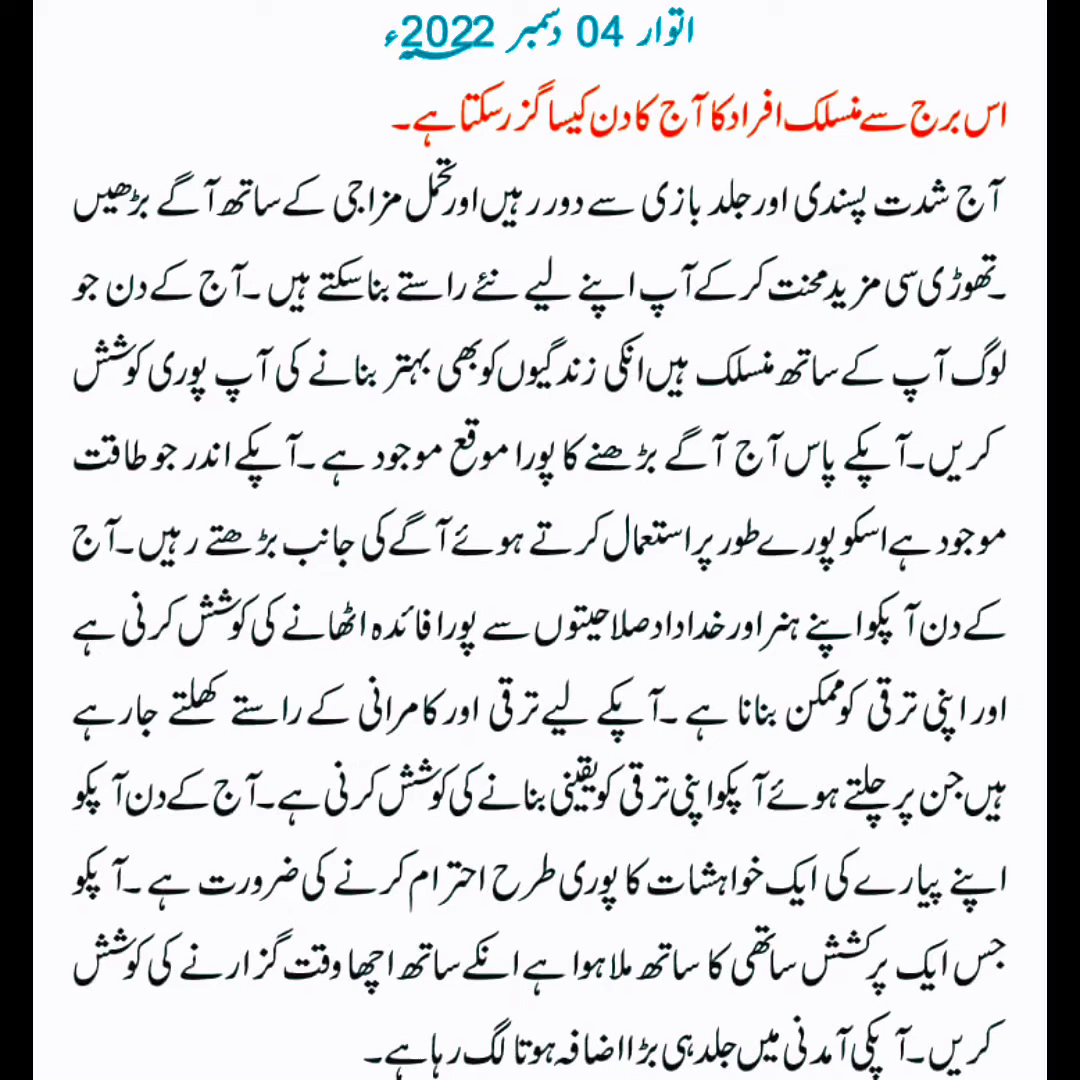 اتوار 04 دسمبر 2022ء
اس برج سے منسلک افراد کا آج کا دن کیسا گزر سکتا ہے۔
آج شدت پسندی اور جلد بازی سے دور رہیں اور تحمل مزاجی کے ساتھ آگے بڑھیں
۔تھوڑی سی مزید محنت کر کے آپ اپنے لیے نئے راستے بنا سکتے ہیں۔آج کے دن جو
لوگ آپ کے ساتھ منسلک ہیں انکی زندگیوں کو بھی بہتر بنانے کی آپ پوری کوشش
کریں۔آپکے پاس آج آگے بڑھنے کا پورا موقع موجود ہے۔آپکے اندر جو طاقت
موجود ہے اسکو پورے طور پر استعمال کرتے ہوئے آگے کی جانب بڑھتے رہیں۔آج
کے دن آپکو اپنے ہنر اور خداداد صلاحیتوں سے پورا فائدہ اٹھانے کی کوشش کرنی ہے
اور اپنی ترقی کو ممکن بنانا ہے۔آپکے لیے ترقی اور کامرانی کے راستے کھلتے جا رہے
ہیں جن پر چلتے ہوئے آپکو اپنی ترقی کو یقینی بنانے کی کوشش کرنی ہے۔آج کے دن آپکو
اپنے پیارے کی ایک خواہشات کا پوری طرح احترام کرنے کی ضرورت ہے۔آپکو
جس ایک پرکشش ساتھی کا ساتھ ملا ہوا ہے انکے ساتھ اچھا وقت گزارنے کی کوشش
کریں۔آپکی آمدنی میں جلد ہی بڑا اضافہ ہوتا لگ رہا ہے۔